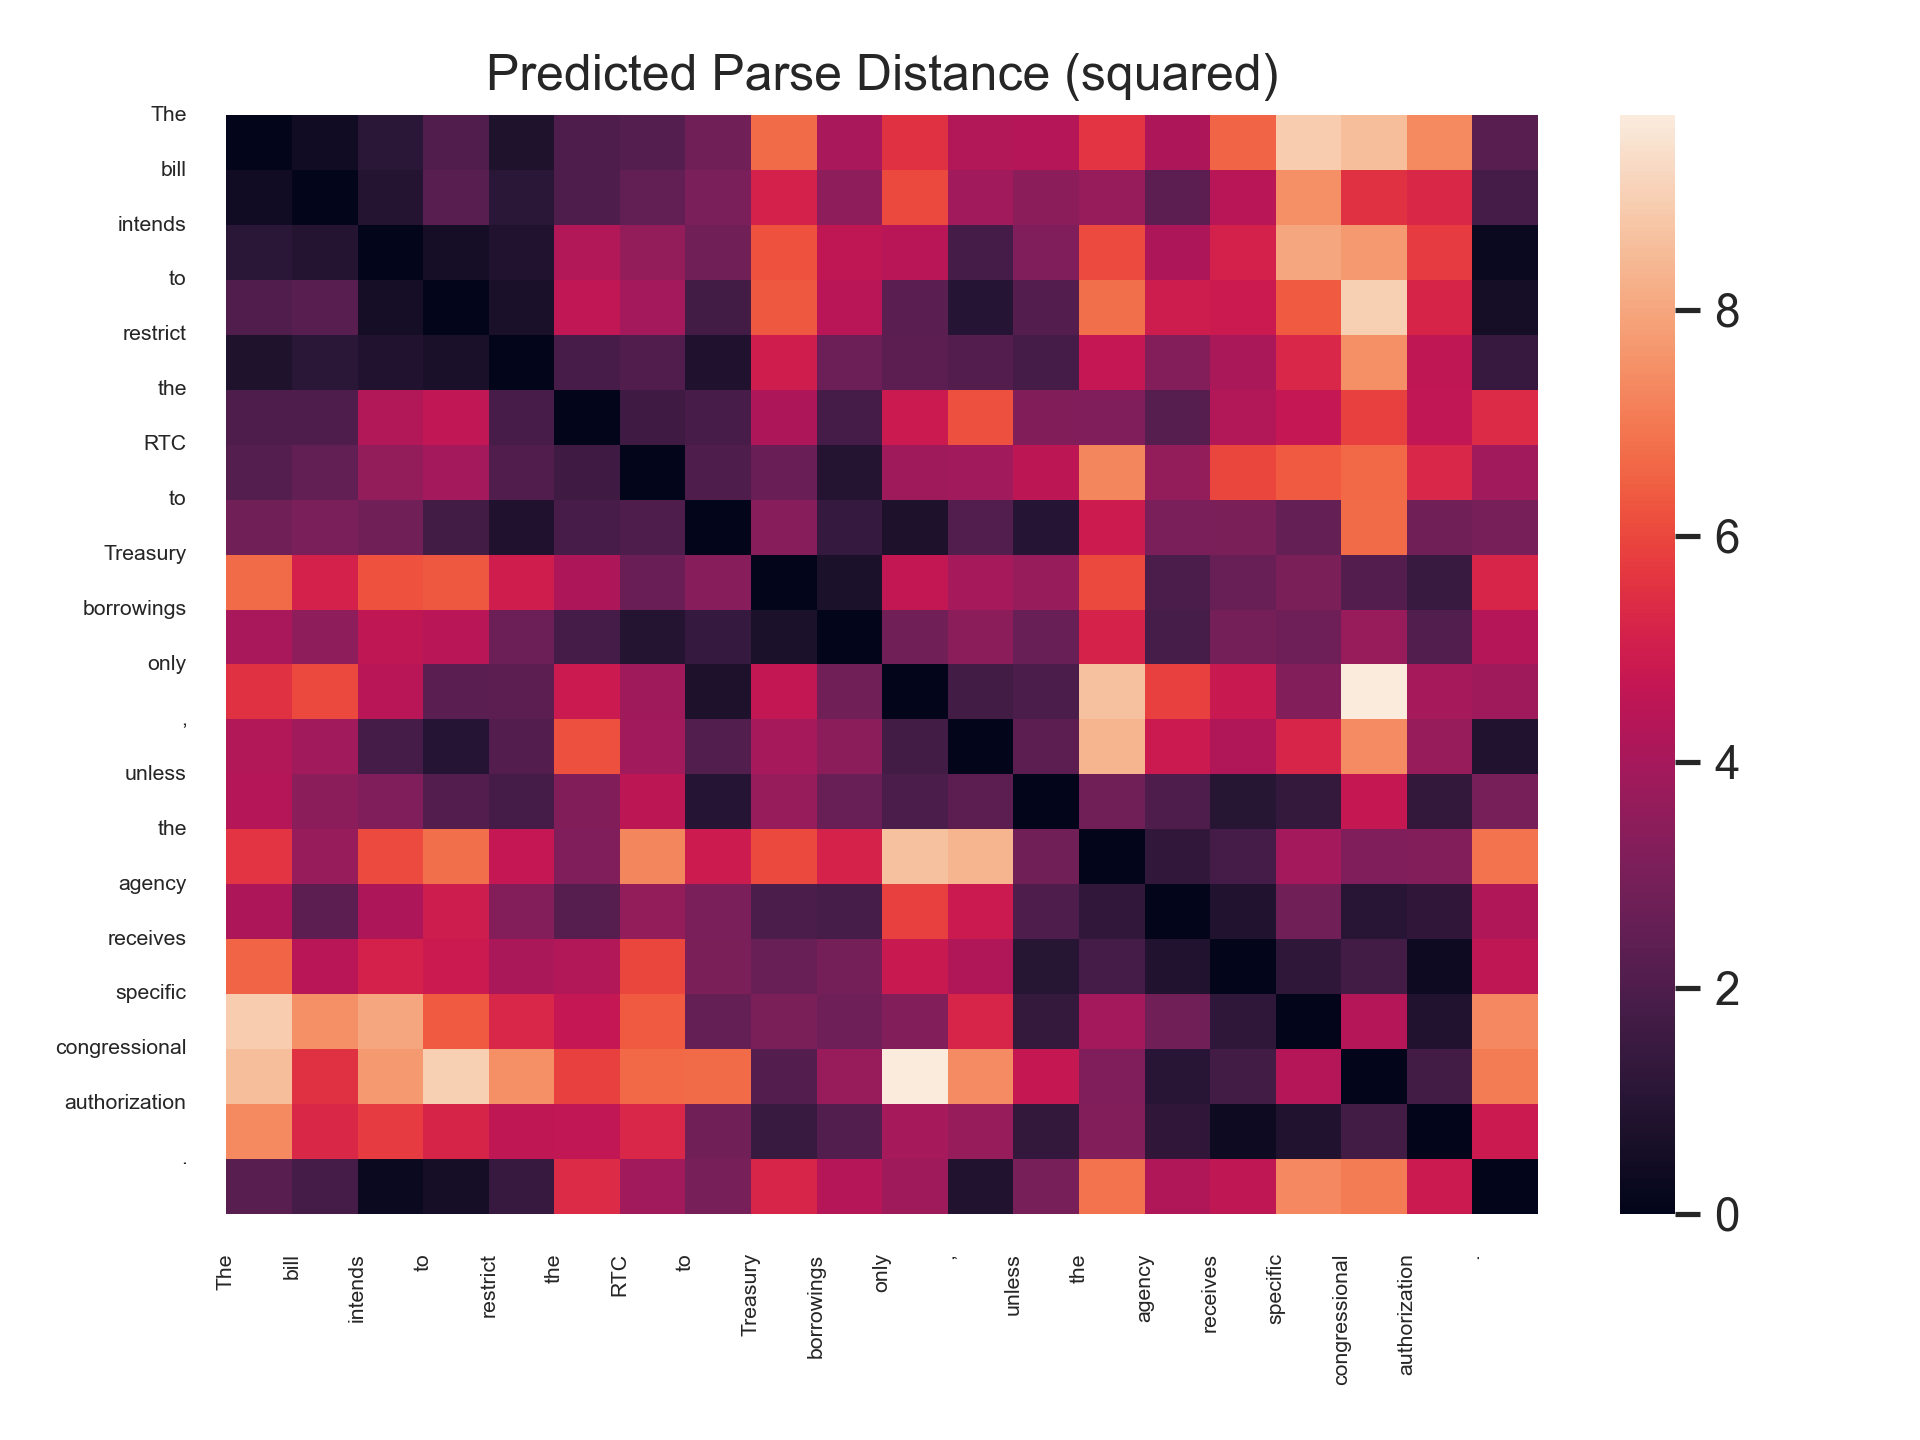 Predicted Parse Distance (squared)
The
bill
intends
to
restrict
the
RTC
to
Treasury
borrowings
only
,
unless
the
agency
receives
specific
congressional
authorization
.
8
6
4
2
0
The
bill
intends
to
restrict
the
RTC
to
Treasury
borrowings
only
,
unless
the
agency
receives
specific
congressional
authorization
.